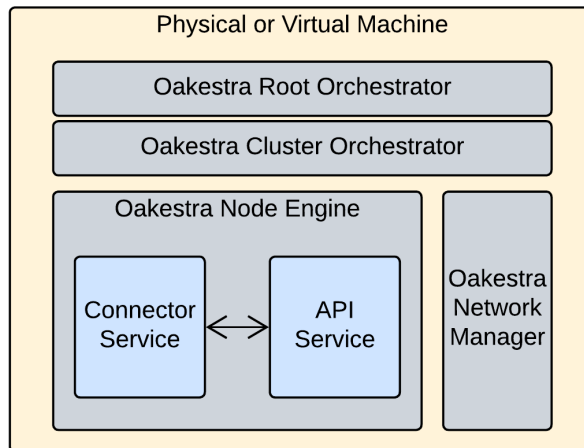 Physical or Virtual Machine
Oakestra Root Orchestrator
Oakestra Cluster Orchestrator
Oakestra Node Engine
Connector
Service
API
Service
Oakestra
Network
Manager